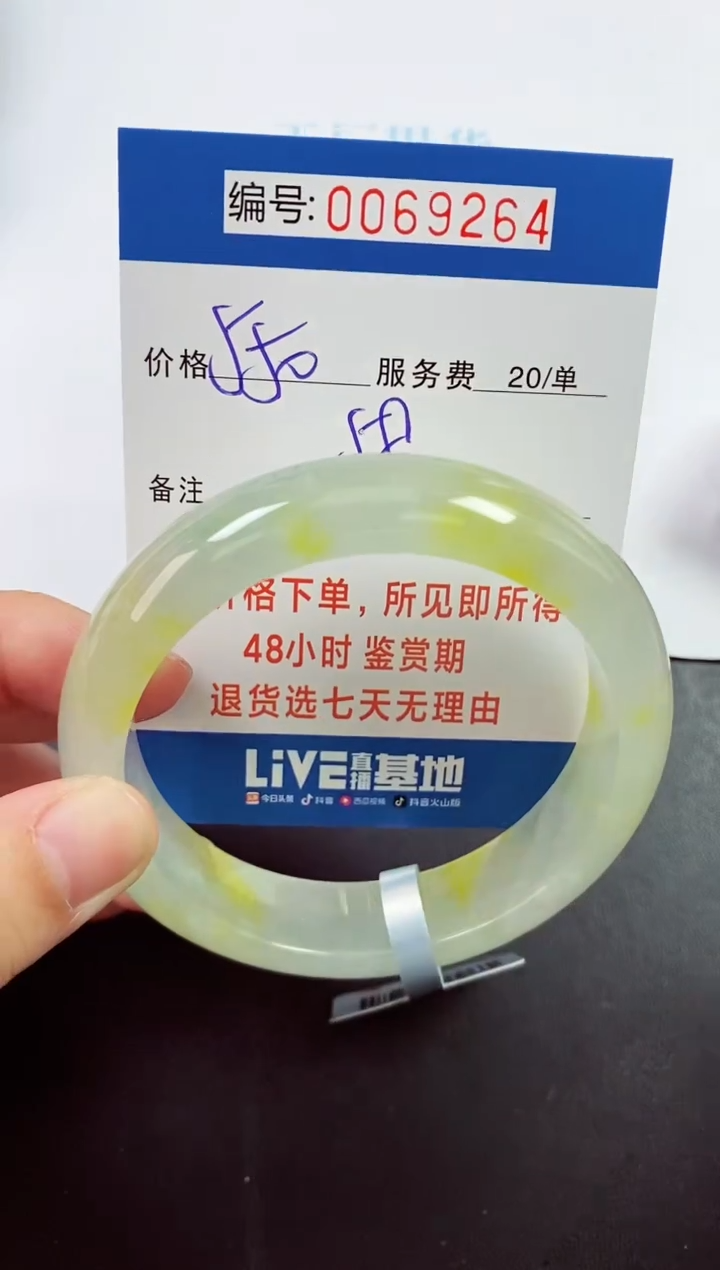 编号: 0069264
价格 服务费 20/单
备注
格下单，所见即所得
48小时 鉴赏期
退货选七天无理由
LiVE直播基地
今日头条 抖音 西瓜视频 抖音火山版